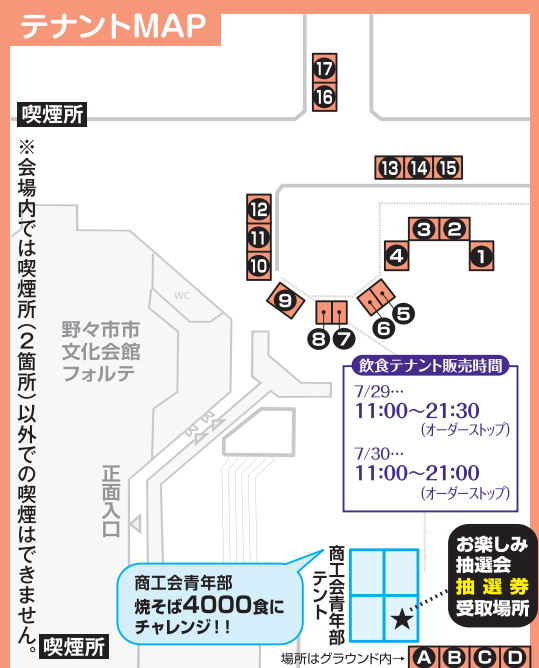 テナントMAP
⑰
⑯
喫煙所
※会場内では喫煙所（2箇所）以外での喫煙はできません。
⑬⑭⑮
⑫
⑪
⑩
③②
④
①
⑨
⑤
⑥
⑧⑦
WC
野々市市
文化会館
フォルテ
飲食テナント販売時間
7/29…
11:00〜21:30
（オーダーストップ）
7/30…
11:00〜21:00
（オーダーストップ）
正面入口
商工会青年部
焼そば4000食に
チャレンジ！！
商工会青年部
テント
★
お楽しみ
抽選会
抽選券
受取場所
喫煙所
場所はグラウンド内→
ⒶⒷⒸⒹ